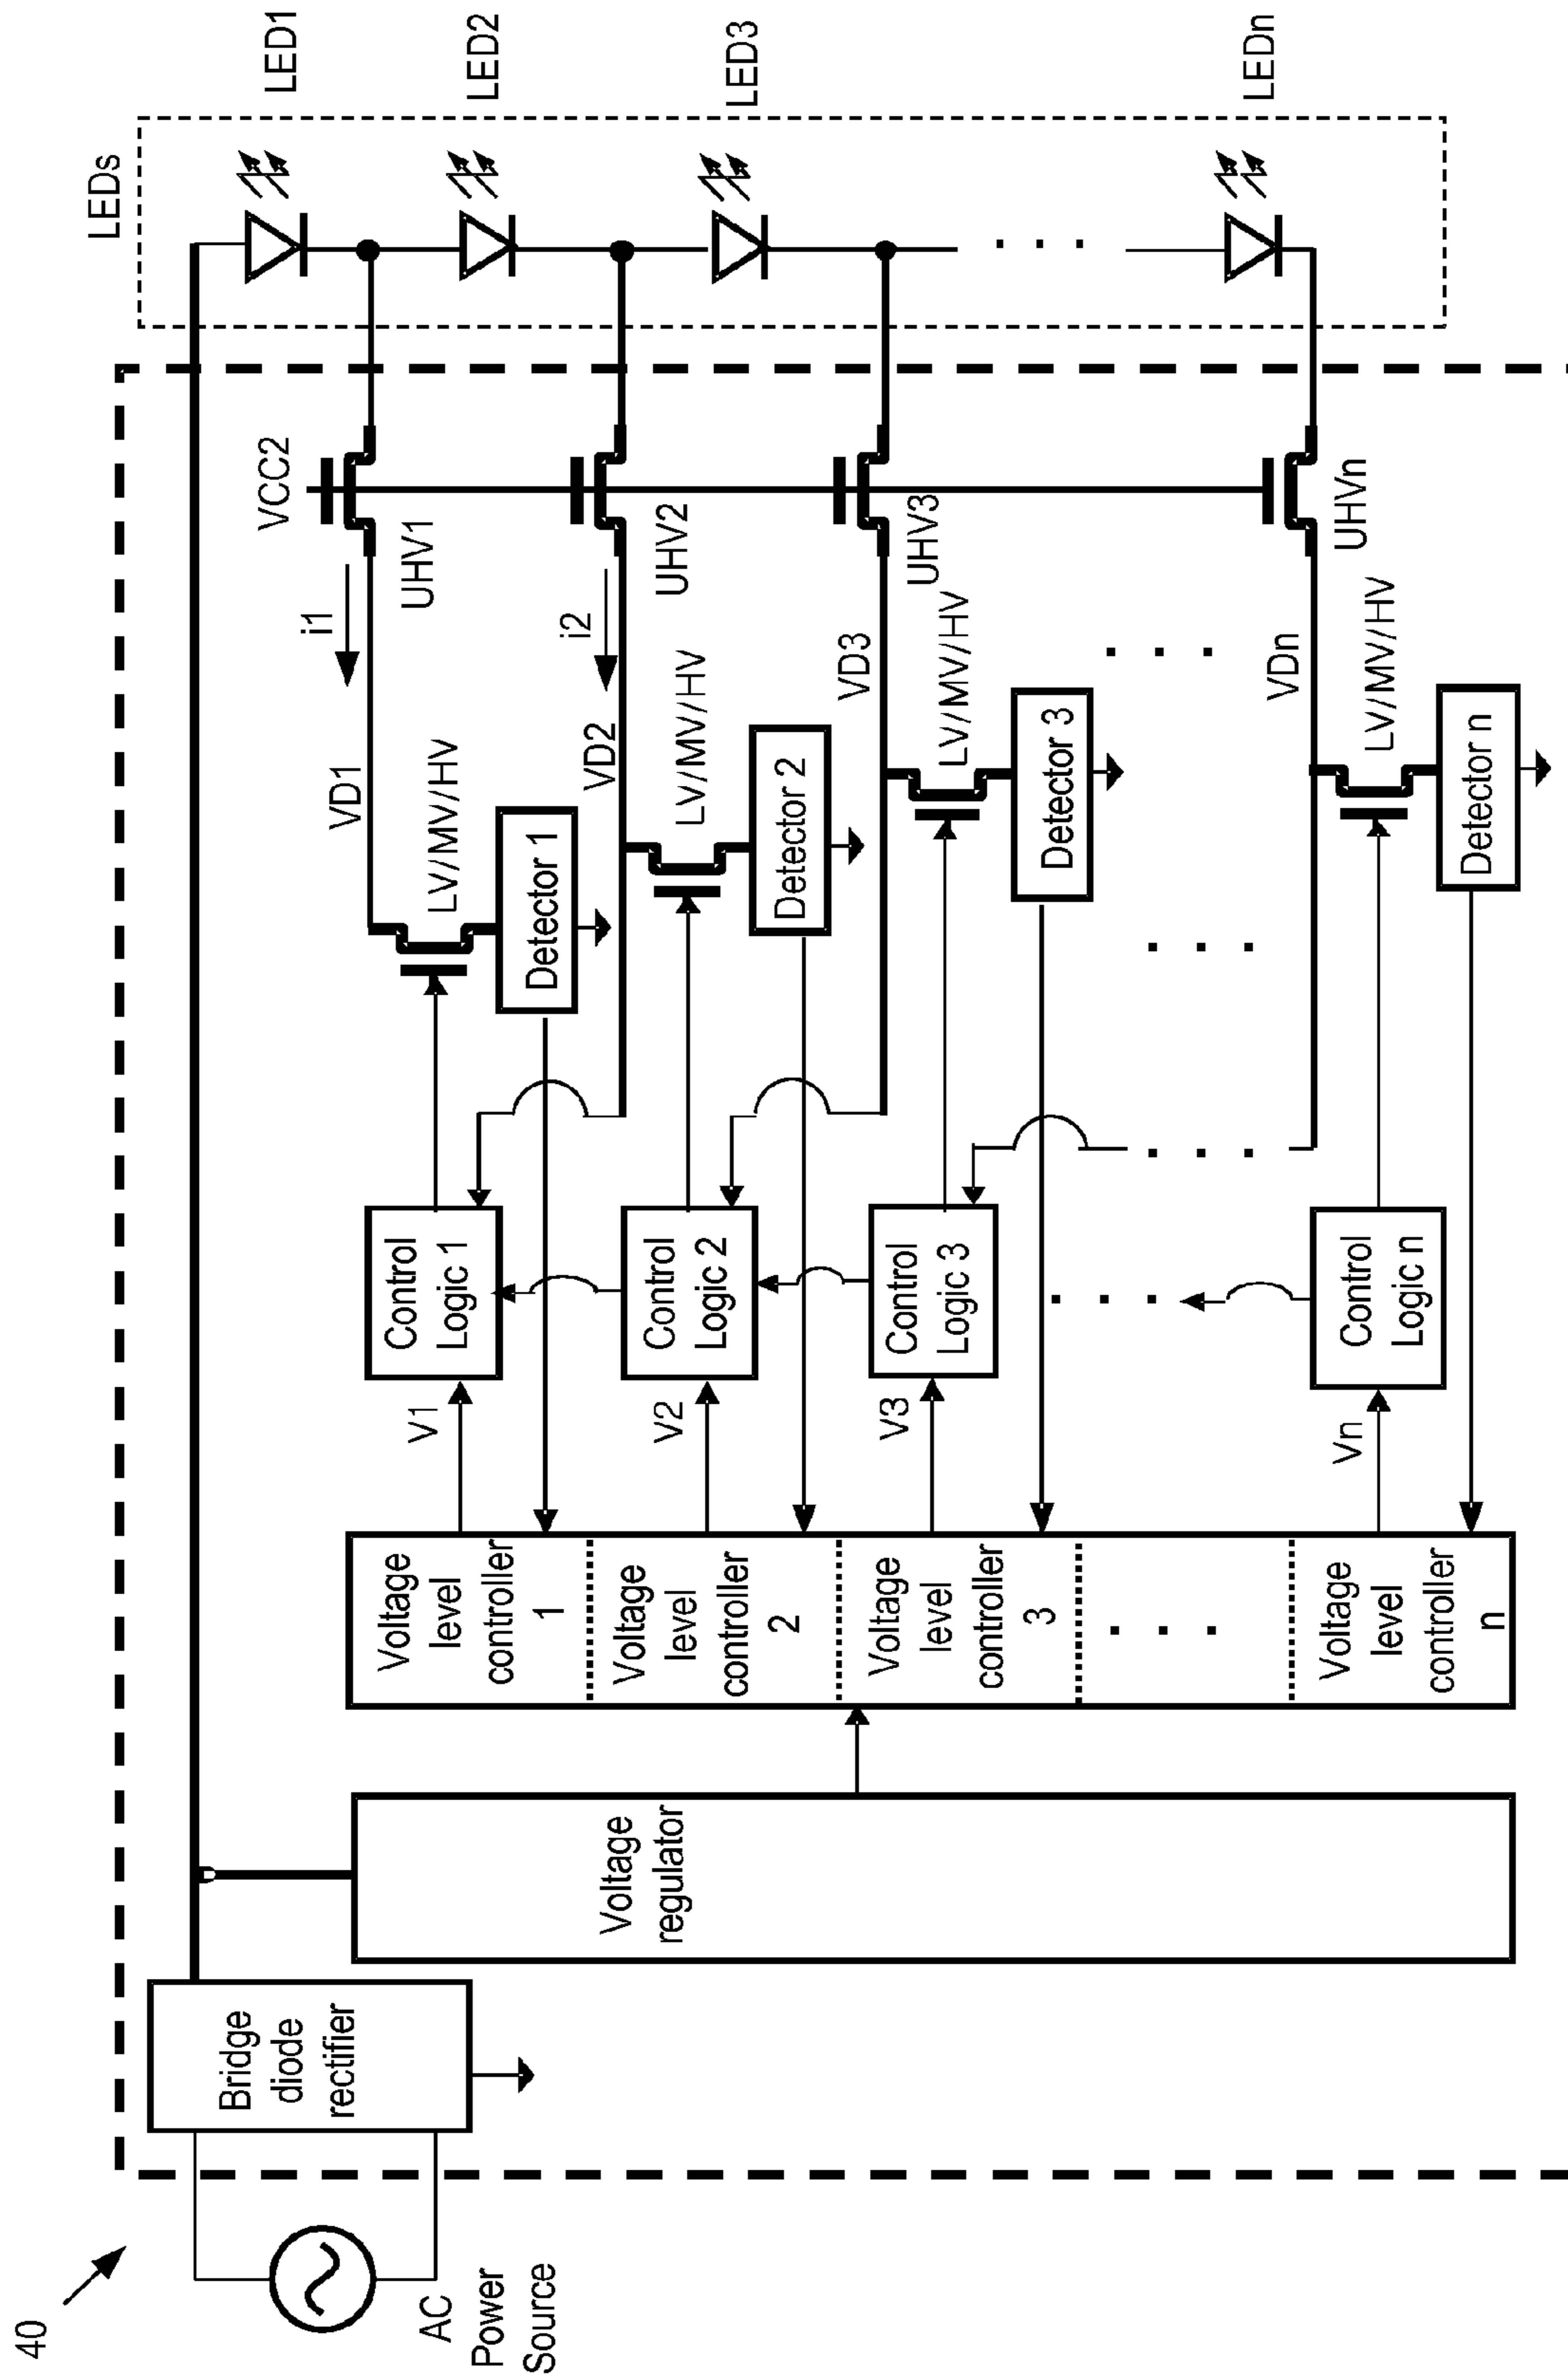 40
AC
Power
Source
Bridge
diode
rectifier
Voltage
regulator
Voltage
level
controller
1
Voltage
level
controller
2
Voltage
level
controller
3
. . .
Voltage
level
controller
n
V1
V2
V3
Vn
Control
Logic 1
Control
Logic 2
Control
Logic 3
. . .
Control
Logic n
. . .
. . .
. . .
Detector 1
Detector 2
Detector 3
Detector n
LV/MV/HV
LV/MV/HV
LV/MV/HV
LV/MV/HV
VD1
VD2
VD3
VDn
i1
i2
UHV1
UHV2
UHV3
UHVn
VCC2
LEDs
. . .
LED1
LED2
LED3
LEDn